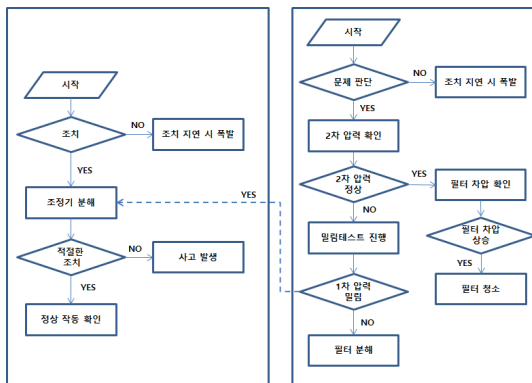 시작
조치
NO
조치 지연 시 폭발
YES
조정기 분해
적절한
조치
NO
사고 발생
YES
정상 작동 확인
YES
시작
문제 판단
NO
조치 지연 시 폭발
YES
2차 압력 확인
2차 압력
정상
YES
필터 차압 확인
NO
밀림테스트 진행
필터 차압
상승
YES
필터 청소
1차 압력
밀림
NO
필터 분해